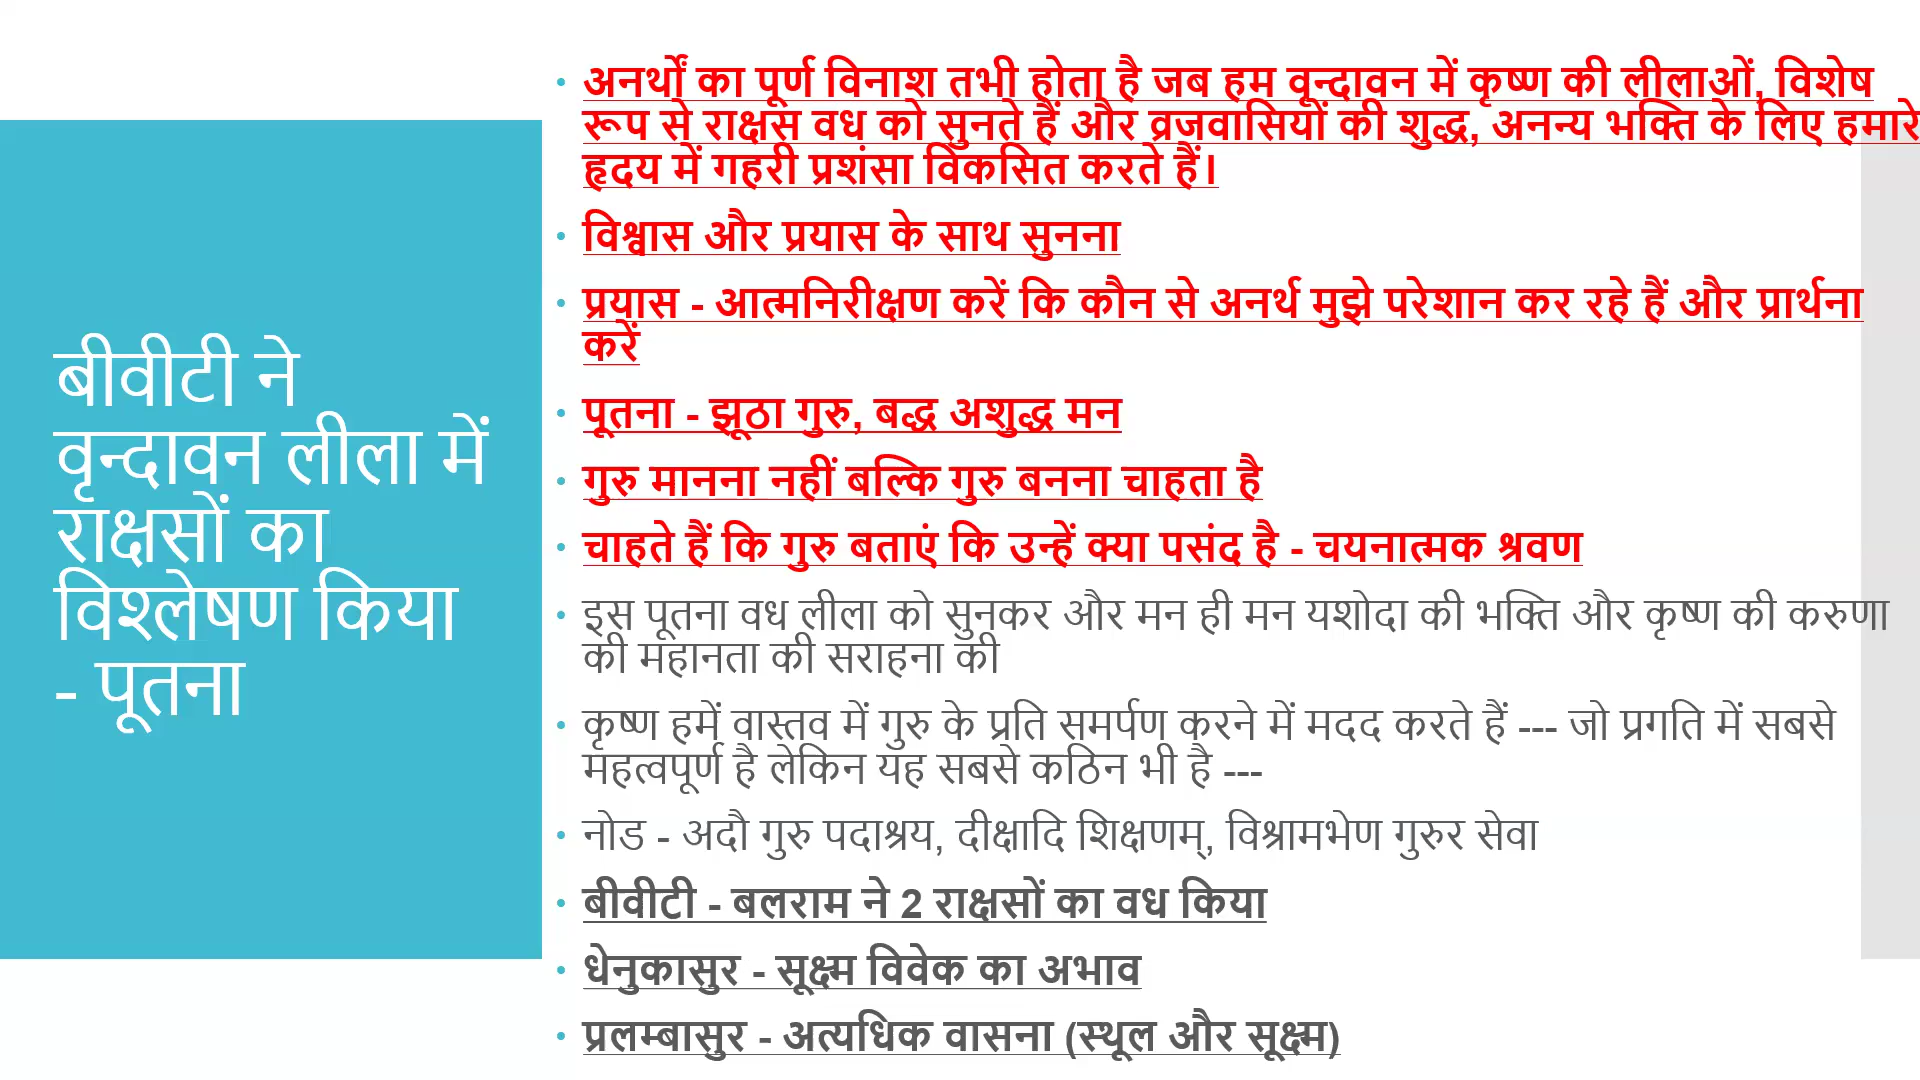 बीवीटी ने
वृन्दावन लीला में
राक्षसों का
विश्लेषण किया
- पूतना
• अनर्थों का पूर्ण विनाश तभी होता है जब हम वृन्दावन में कृष्ण की लीलाओं, विशेष
रूप से राक्षस वध को सुनते हैं और व्रजवासियों की शुद्ध, अनन्य भक्ति के लिए हमारे
हृदय में गहरी प्रशंसा विकसित करते हैं।
• विश्वास और प्रयास के साथ सुनना
• प्रयास - आत्मनिरीक्षण करें कि कौन से अनर्थ मुझे परेशान कर रहे हैं और प्रार्थना
करें
• पूतना - झूठा गुरु, बद्ध अशुद्ध मन
• गुरु मानना नहीं बल्कि गुरु बनना चाहता है
• चाहते हैं कि गुरु बताएं कि उन्हें क्या पसंद है - चयनात्मक श्रवण
• इस पूतना वध लीला को सुनकर और मन ही मन यशोदा की भक्ति और कृष्ण की करुणा
की महानता की सराहना की
• कृष्ण हमें वास्तव में गुरु के प्रति समर्पण करने में मदद करते हैं --- जो प्रगति में सबसे
महत्वपूर्ण है लेकिन यह सबसे कठिन भी है ---
• नोड - अदौ गुरु पदाश्रय, दीक्षादि शिक्षणम्, विश्रामभेण गुरुर सेवा
• बीवीटी - बलराम ने 2 राक्षसों का वध किया
• धेनुकासुर - सूक्ष्म विवेक का अभाव
• प्रलम्बासुर - अत्यधिक वासना (स्थूल और सूक्ष्म)